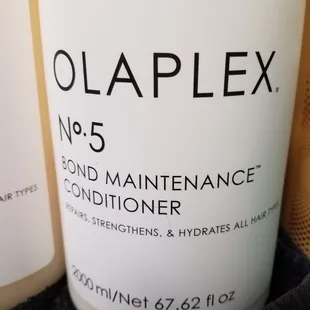 OLAPLEX.
Nº.5
BOND MAINTENANCE™
CONDITIONER
REPAIRS, STRENGTHENS, & HYDRATES ALL HAIR TYPES
2000 ml/Net 67.62 fl oz
HAIR TYPES